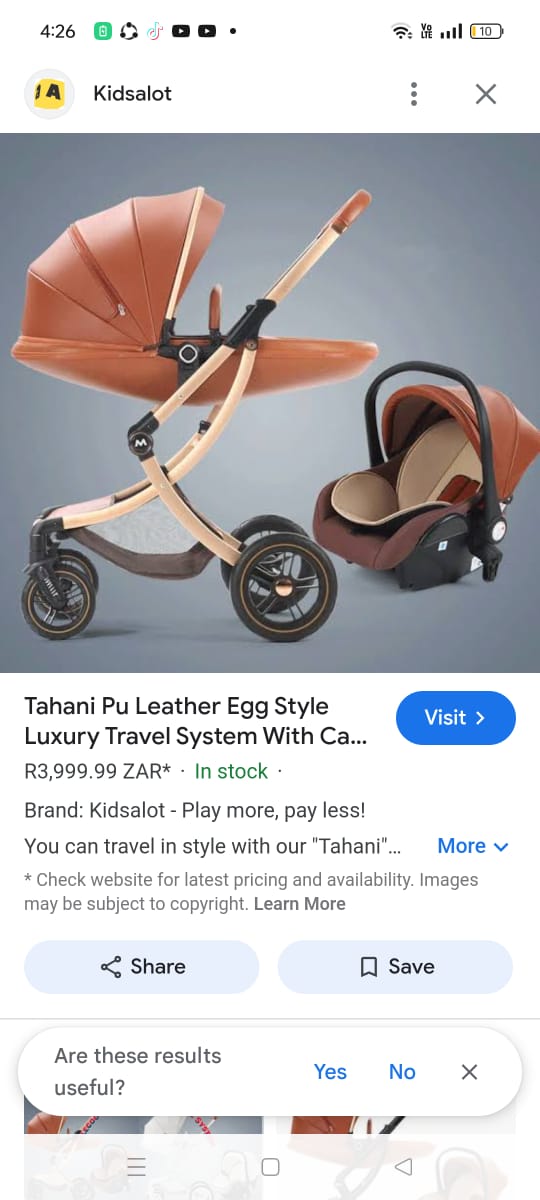 4:26
Vo LTE
10
A
Kidsalot
M
Tahani Pu Leather Egg Style
Luxury Travel System With Ca...
Visit >
R3,999.99 ZAR* · In stock ·
Brand: Kidsalot - Play more, pay less!
You can travel in style with our "Tahani"...
More
* Check website for latest pricing and availability. Images
may be subject to copyright. Learn More
Share
Save
Are these results
useful?
Yes
No